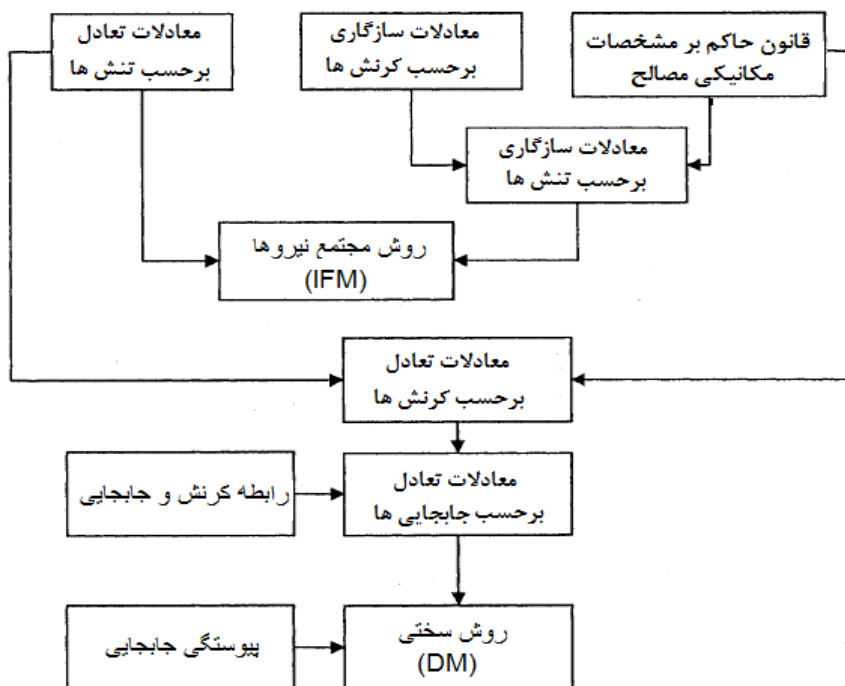 قانون حاکم بر مشخصات
مکانیکی مصالح
معادلات سازگاری
برحسب کرنش ها
معادلات تعادل
برحسب تنش ها
معادلات سازگاری
برحسب تنش ها
روش مجتمع نیروها
(IFM)
معادلات تعادل
برحسب کرنش ها
معادلات تعادل
برحسب جابجایی ها
رابطه کرنش و جابجایی
روش سختی
(DM)
پیوستگی جابجایی